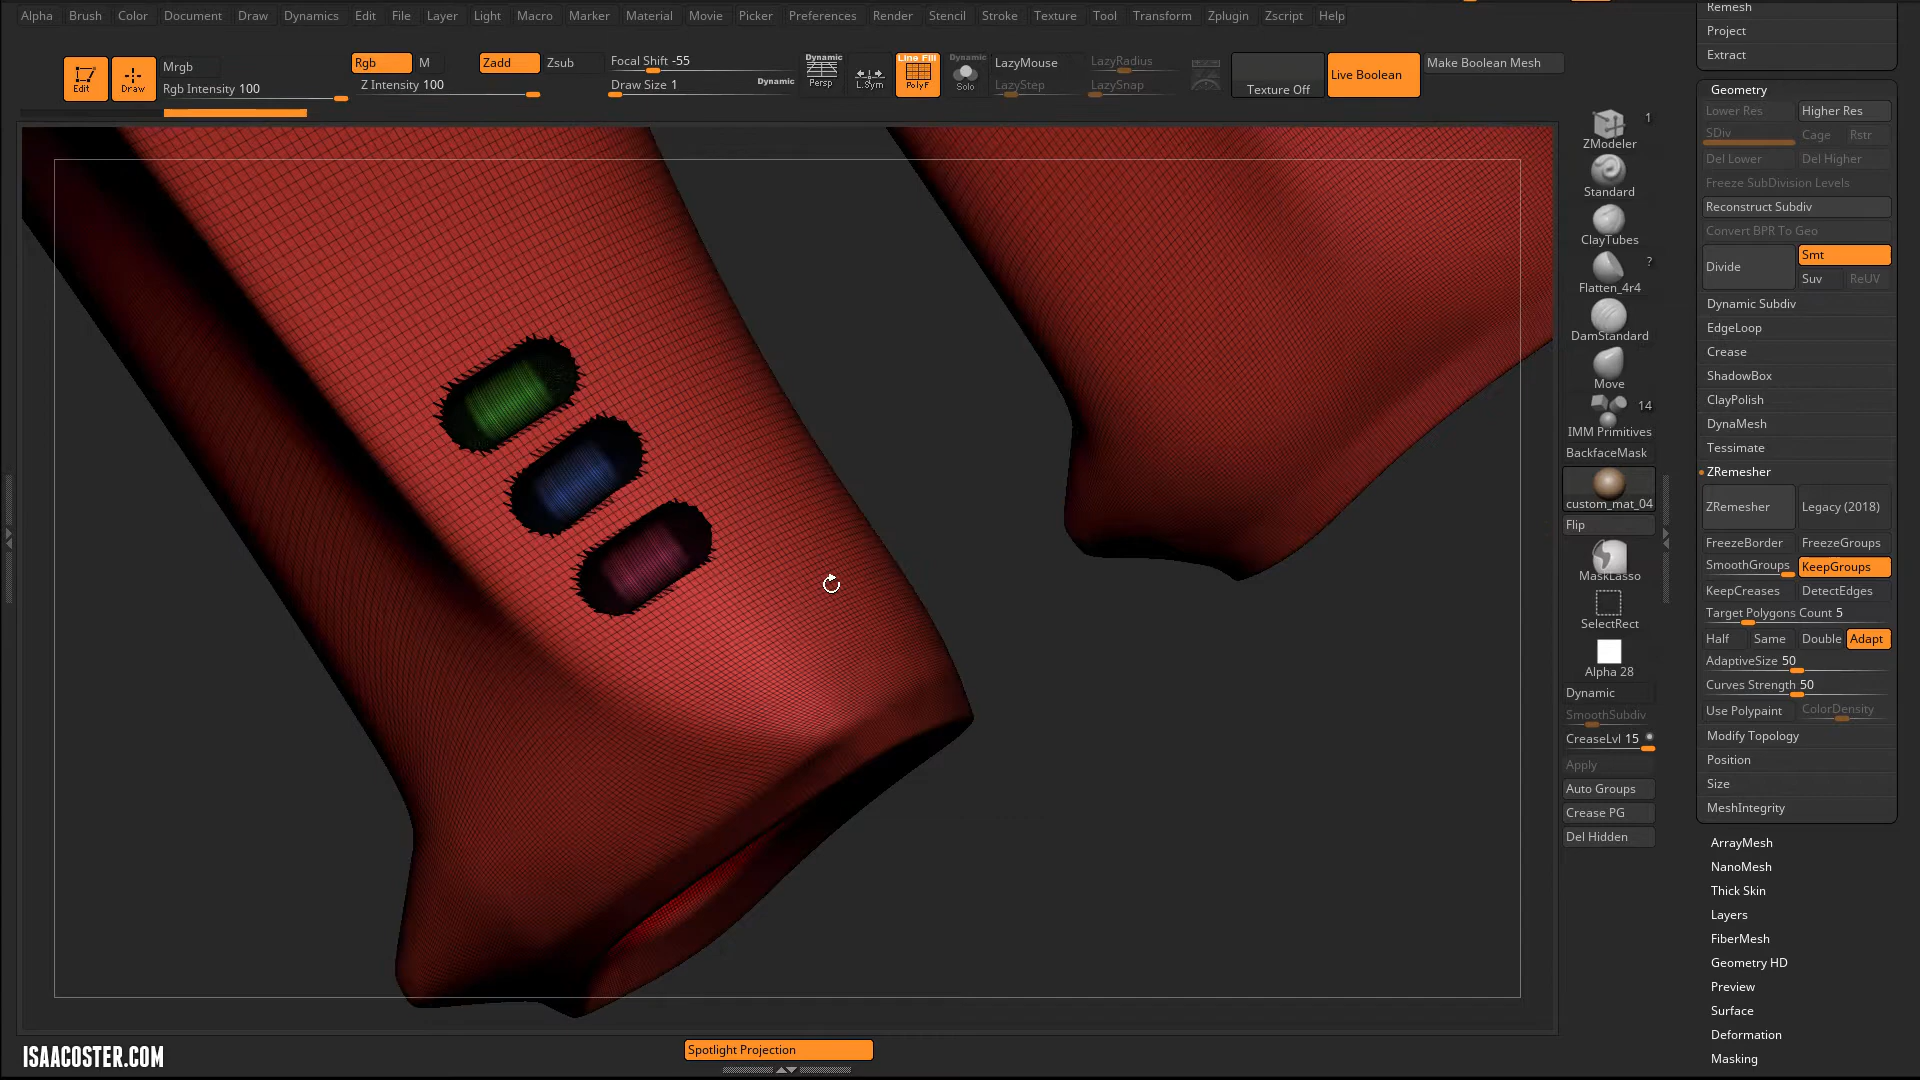 Alpha Brush Color Document Draw Dynamics Edit File Layer Light Macro Marker Material Movie Picker Preferences Render Stencil Stroke Texture Tool Transform Zplugin Zscript Help
Edit
Draw
Mrgb
Rgb Intensity 100
Rgb
M
Z Intensity 100
Zadd
Zsub
Focal Shift -55
Draw Size 1
Dynamic
Dynamic
Persp
L.Sym
Line Fill
PolyF
Dynamic
Solo
LazyMouse
LazyStep
LazyRadius
LazySnap
Texture Off
Live Boolean
Make Boolean Mesh
1
ZModeler
Standard
ClayTubes
?
Flatten_4r4
DamStandard
Move
14
IMM Primitives
BackfaceMask
custom_mat_04
Flip
MaskLasso
SelectRect
Alpha 28
Dynamic
SmoothSubdiv
CreaseLvl 15
Apply
Auto Groups
Crease PG
Del Hidden
Remesh
Project
Extract
Geometry
Lower Res
Higher Res
SDiv
Cage
Rstr
Del Lower
Del Higher
Freeze SubDivision Levels
Reconstruct Subdiv
Convert BPR To Geo
Divide
Smt
Suv
ReUV
Dynamic Subdiv
EdgeLoop
Crease
ShadowBox
ClayPolish
DynaMesh
Tessimate
ZRemesher
ZRemesher
Legacy (2018)
FreezeBorder
FreezeGroups
SmoothGroups
KeepGroups
KeepCreases
DetectEdges
Target Polygons Count 5
Half
Same
Double
Adapt
AdaptiveSize 50
Curves Strength 50
Use Polypaint
ColorDensity
Modify Topology
Position
Size
MeshIntegrity
ArrayMesh
NanoMesh
Thick Skin
Layers
FiberMesh
Geometry HD
Preview
Surface
Deformation
Masking
Spotlight Projection
ISAACOSTER.COM